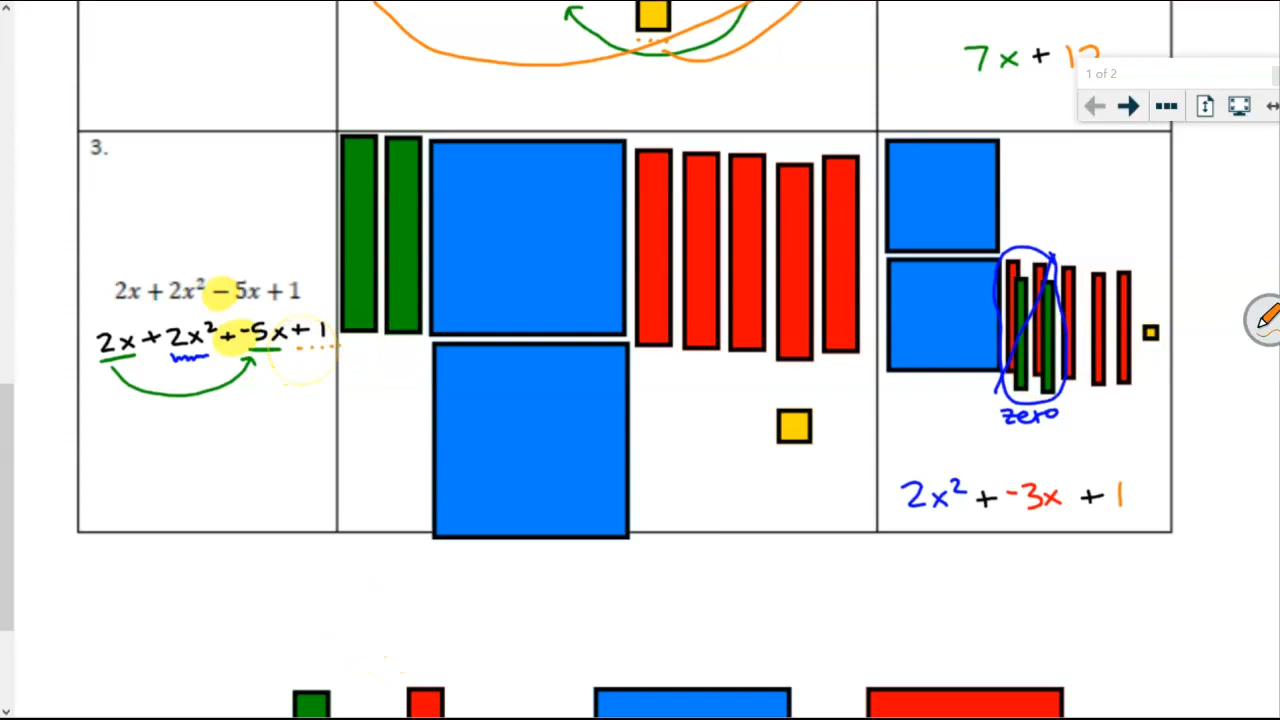 7x + 12
1 of 2
3.
2x + 2x² − 5x + 1
2x + 2x² + -5x + 1
zero
2x² + -3x + 1